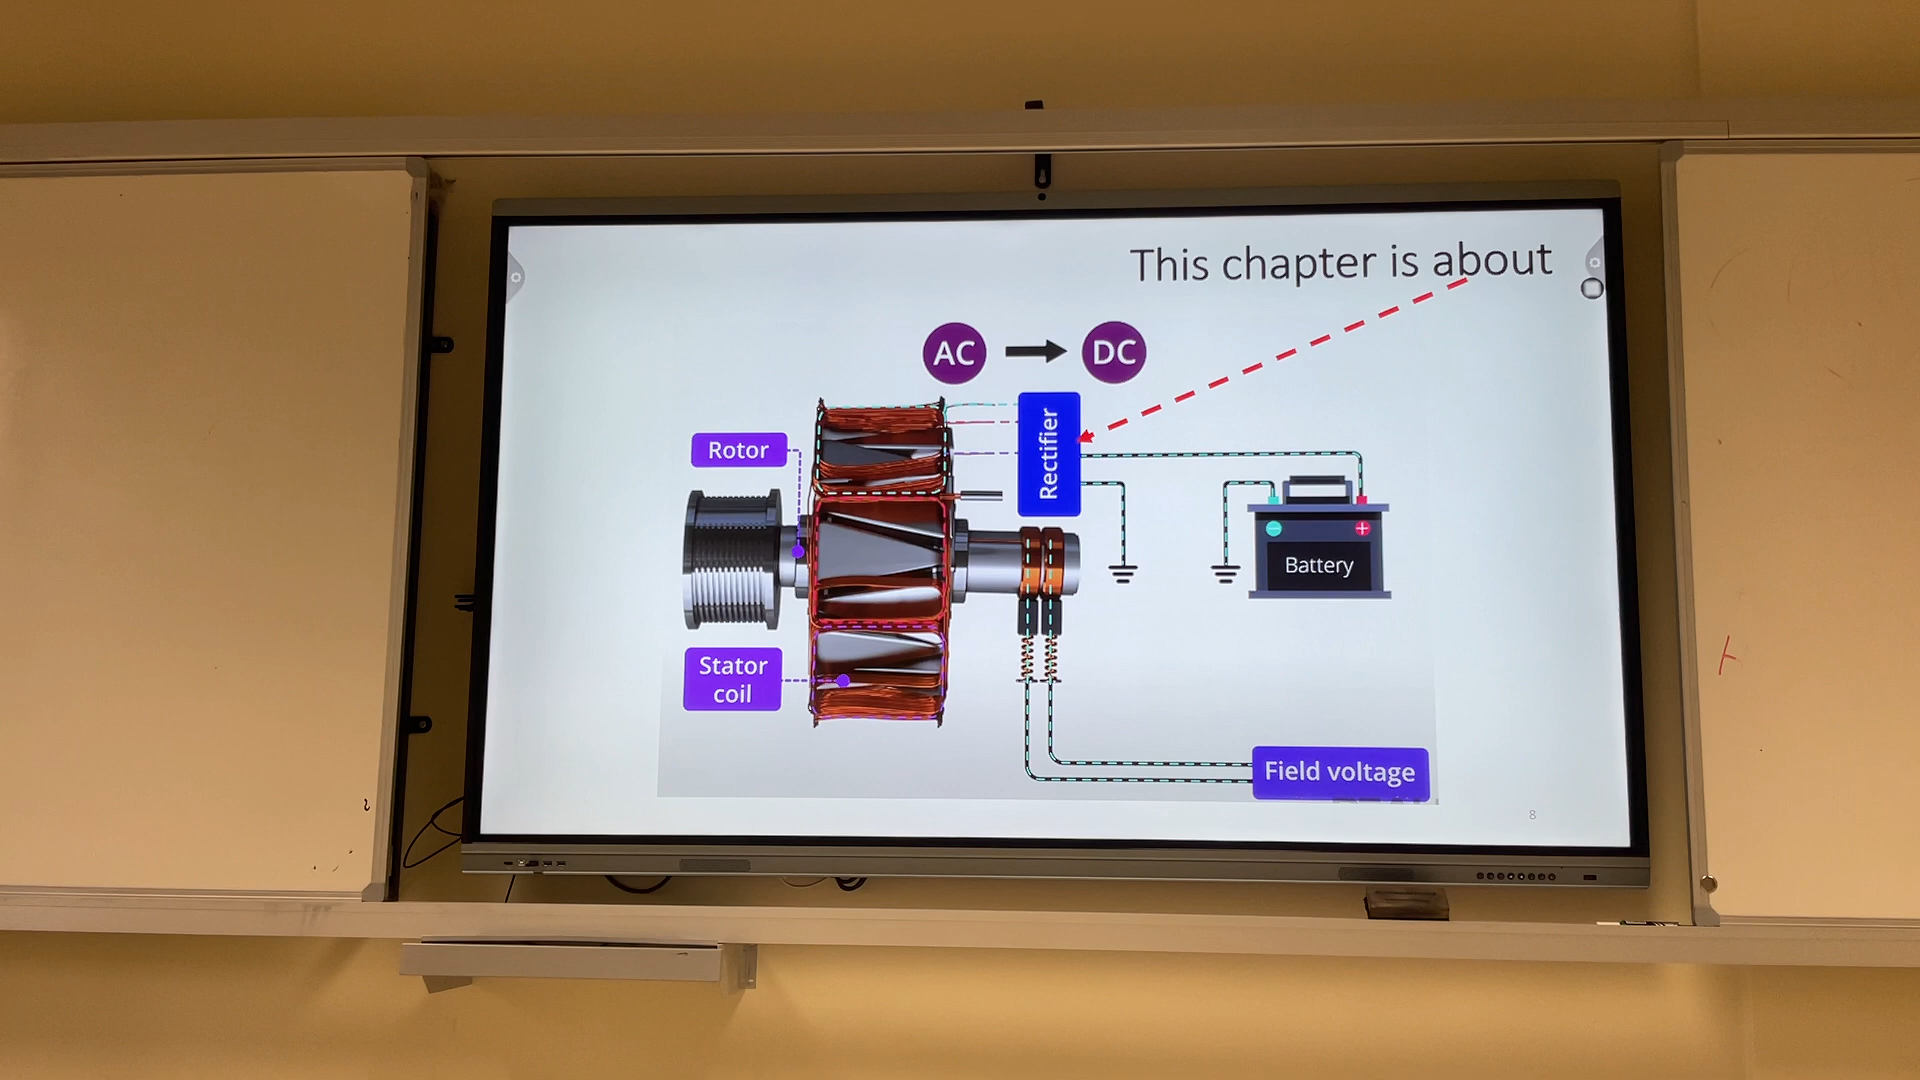 This chapter is about
AC
DC
Rectifier
Rotor
Battery
Stator
coil
Field voltage
8